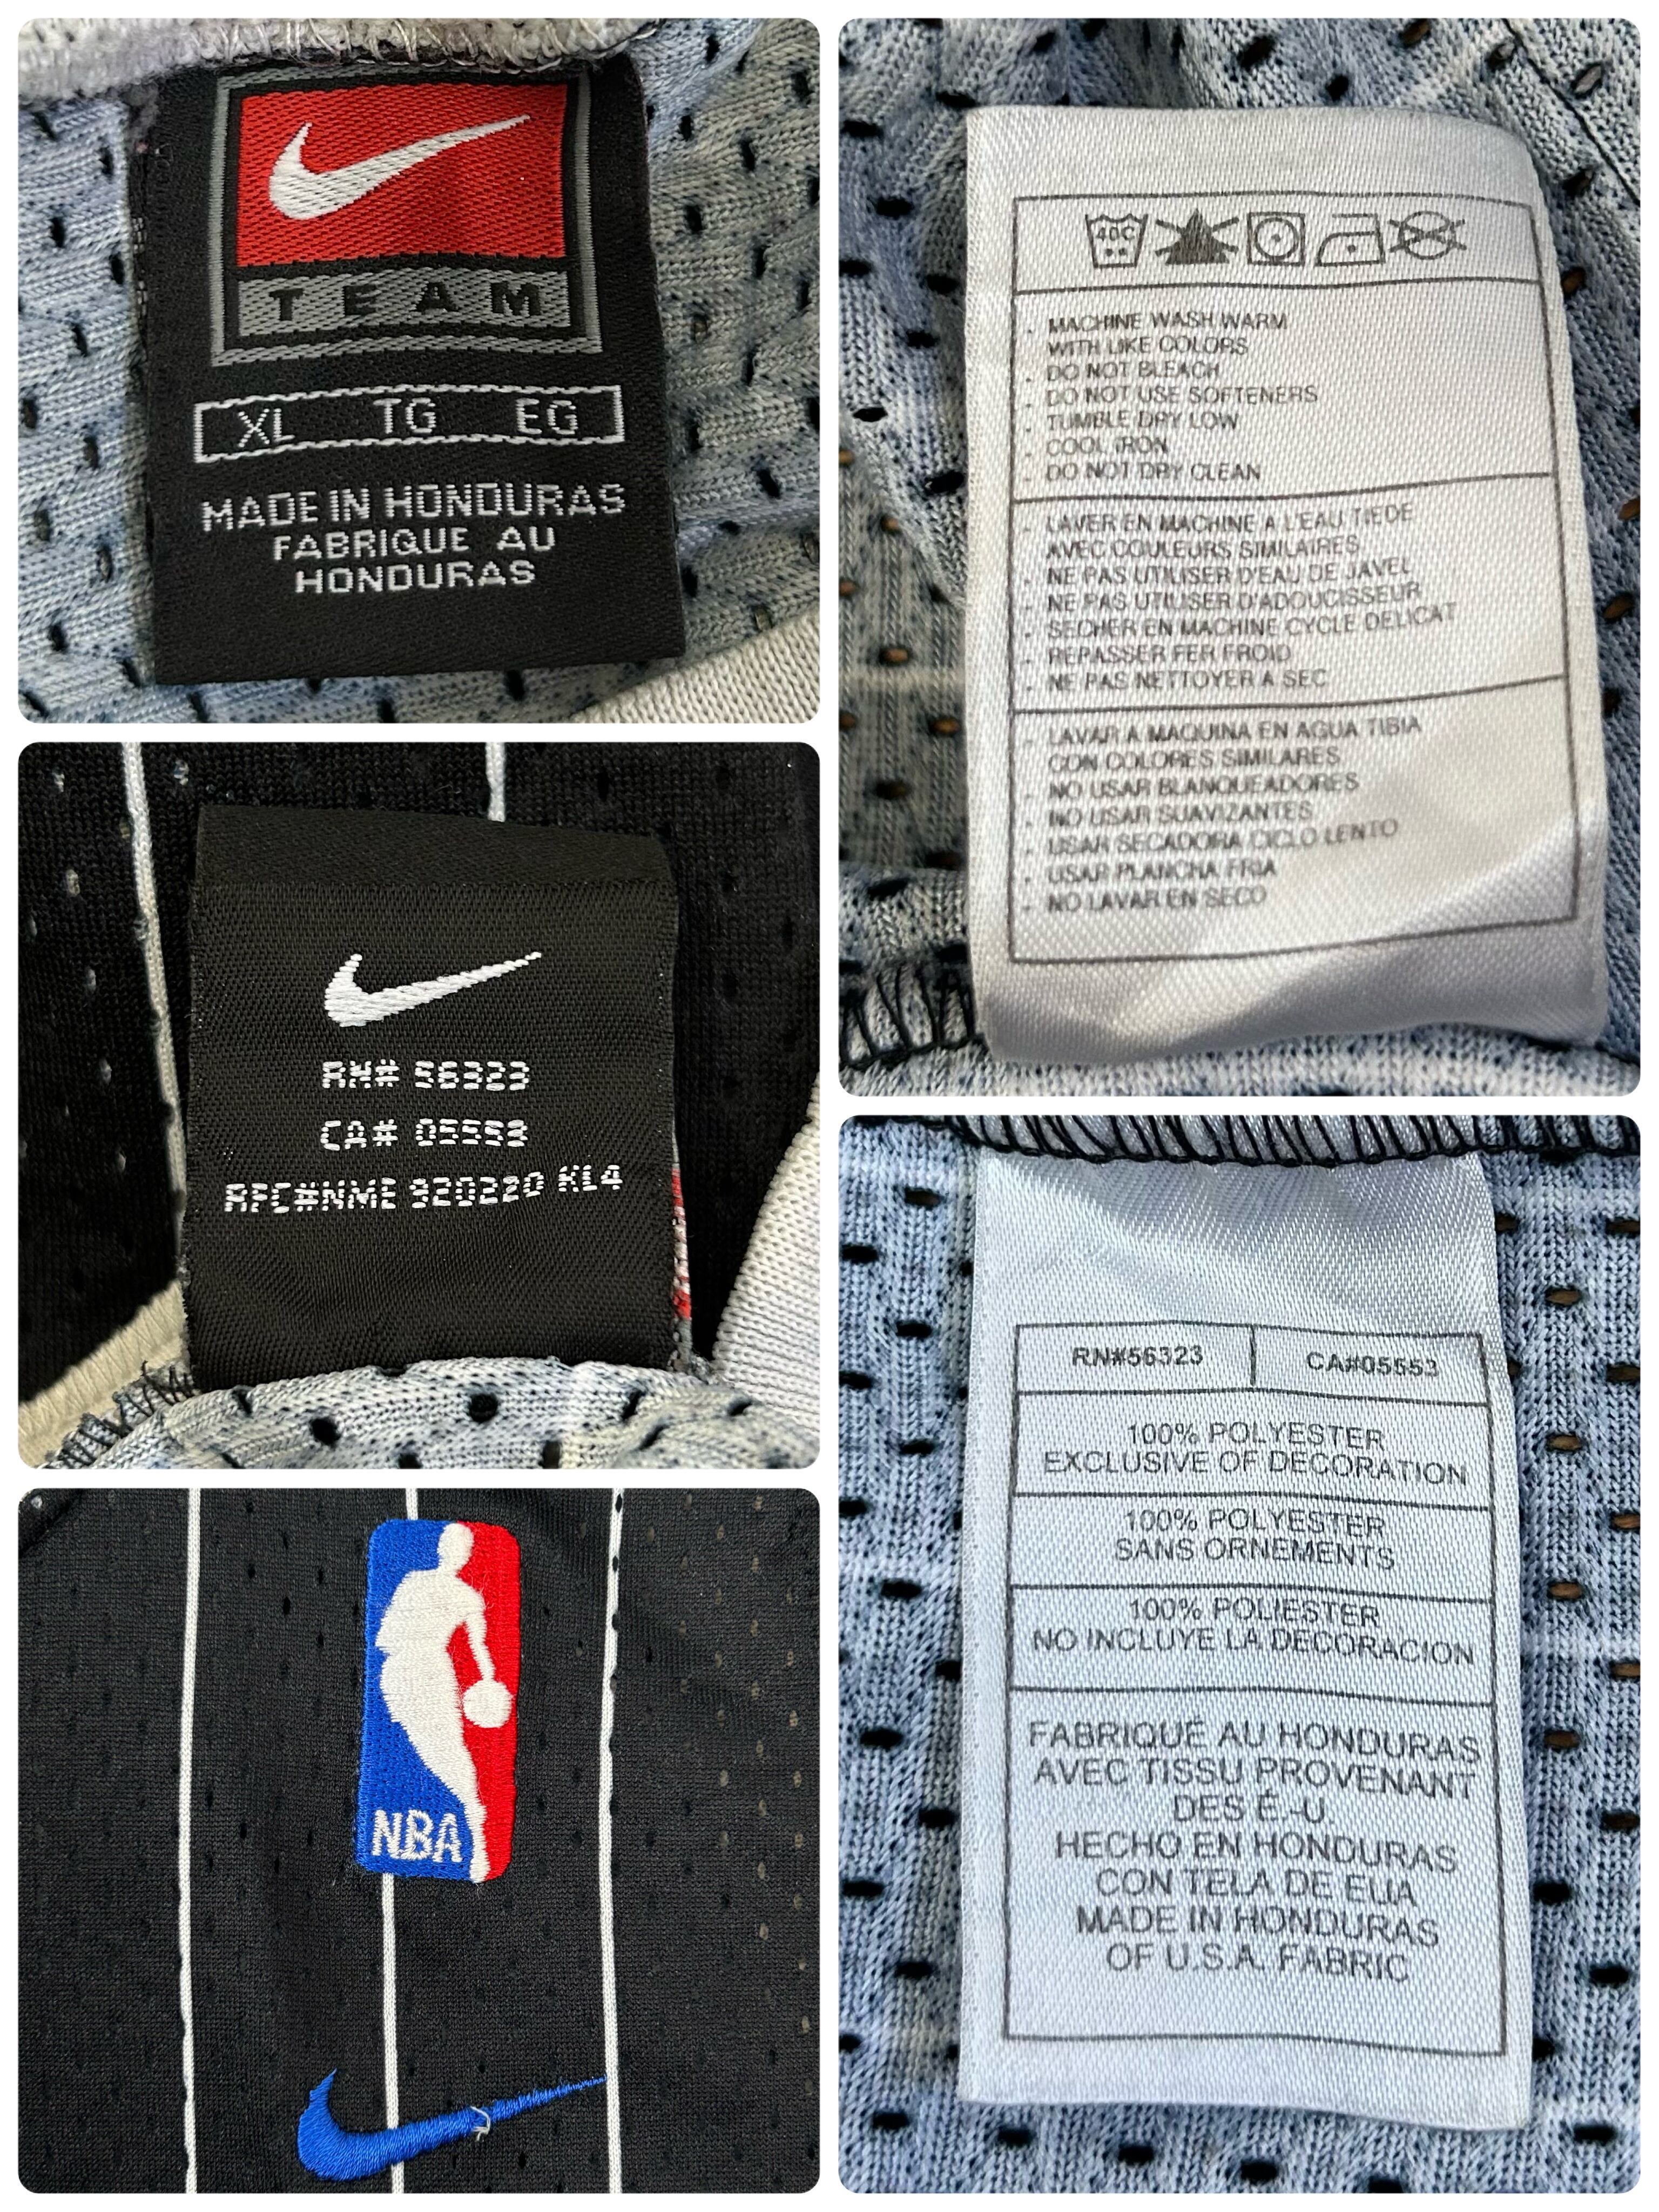 TEAM
XL TG EG
MADE IN HONDURAS
FABRIQUE AU
HONDURAS
RN# 56323
CA# 05553
RFC#NME 920220 KL4
NBA
40C
- MACHINE WASH WARM
WITH LIKE COLORS
- DO NOT BLEACH
- DO NOT USE SOFTENERS
- TUMBLE DRY LOW
- COOL IRON
- DO NOT DRY CLEAN
- LAVER EN MACHINE A L'EAU TIEDE
AVEC COULEURS SIMILAIRES
- NE PAS UTILISER D'EAU DE JAVEL
- NE PAS UTILISER D'ADOUCISSEUR
- SECHER EN MACHINE CYCLE DELICAT
- REPASSER FER FROID
- NE PAS NETTOYER A SEC
- LAVAR A MAQUINA EN AGUA TIBIA
CON COLORES SIMILARES
- NO USAR BLANQUEADORES
- NO USAR SUAVIZANTES
- USAR SECADORA CICLO LENTO
- USAR PLANCHA FRIA
- NO LAVAR EN SECO
RN#56323 CA#05553
100% POLYESTER
EXCLUSIVE OF DECORATION
100% POLYESTER
SANS ORNEMENTS
100% POLIESTER
NO INCLUYE LA DECORACION
FABRIQUÉ AU HONDURAS
AVEC TISSU PROVENANT
DES É.-U.
HECHO EN HONDURAS
CON TELA DE EUA
MADE IN HONDURAS
OF U.S.A. FABRIC